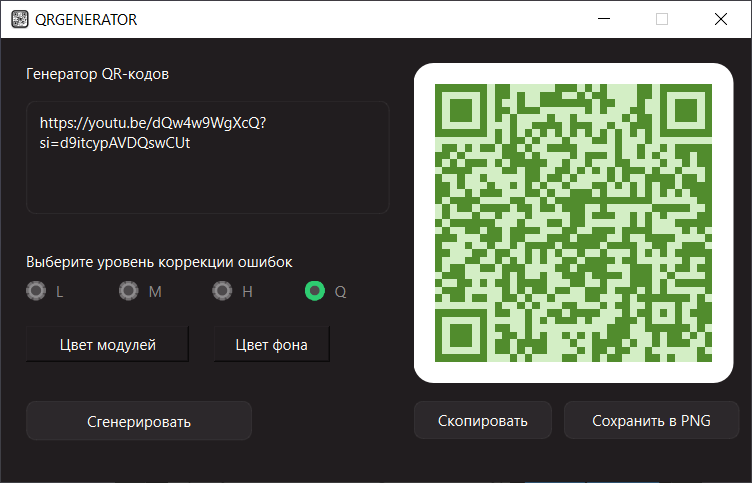 QRGENERATOR
Генератор QR-кодов
https://youtu.be/dQw4w9WgXcQ?
si=d9itcypAVDQswCUt
Выберите уровень коррекции ошибок
L M H Q
Цвет модулей Цвет фона
Сгенерировать Скопировать Сохранить в PNG